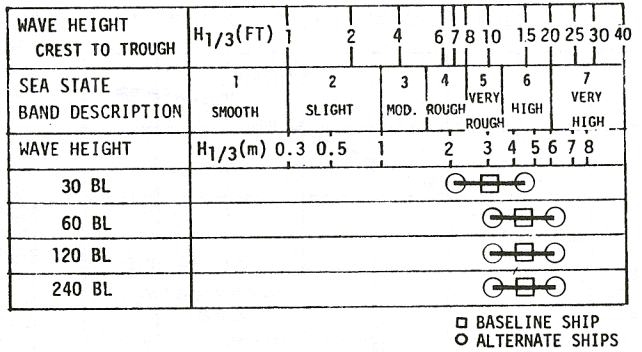 WAVE HEIGHT
CREST TO TROUGH
H1/3(FT) 1 2 4 6 7 8 10 15 20 25 30 40
SEA STATE
BAND DESCRIPTION
1 2 3 4 5 6 7
SMOOTH SLIGHT MOD. ROUGH VERY ROUGH HIGH VERY HIGH
WAVE HEIGHT H1/3(m) 0.3 0.5 1 2 3 4 5 6 7 8
30 BL
60 BL
120 BL
240 BL
BASELINE SHIP
ALTERNATE SHIPS